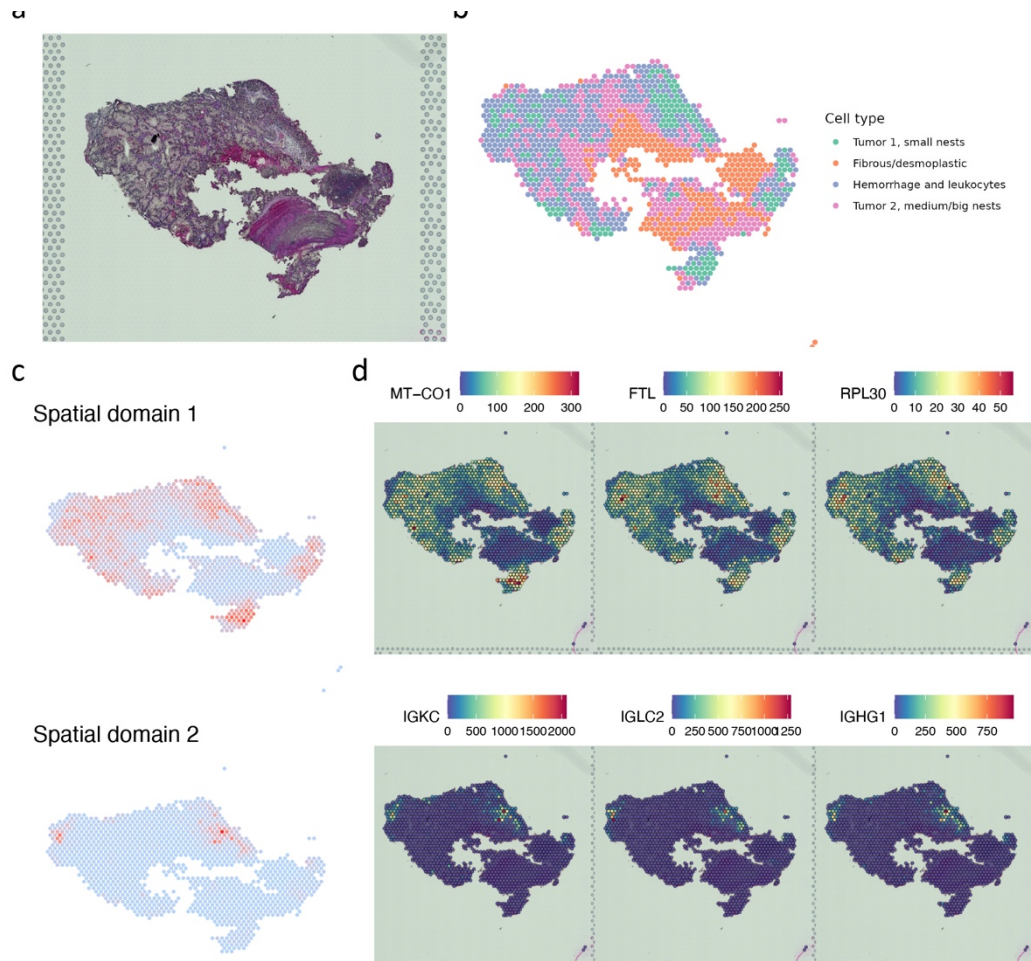 a
b
Cell type
Tumor 1, small nests
Fibrous/desmoplastic
Hemorrhage and leukocytes
Tumor 2, medium/big nests
c
Spatial domain 1
Spatial domain 2
d
MT-CO1
0 100 200 300
FTL
0 50 100 150 200 250
RPL30
0 10 20 30 40 50
IGKC
0 500 1000 1500 2000
IGLC2
0 250 500 750 1000 1250
IGHG1
0 250 500 750